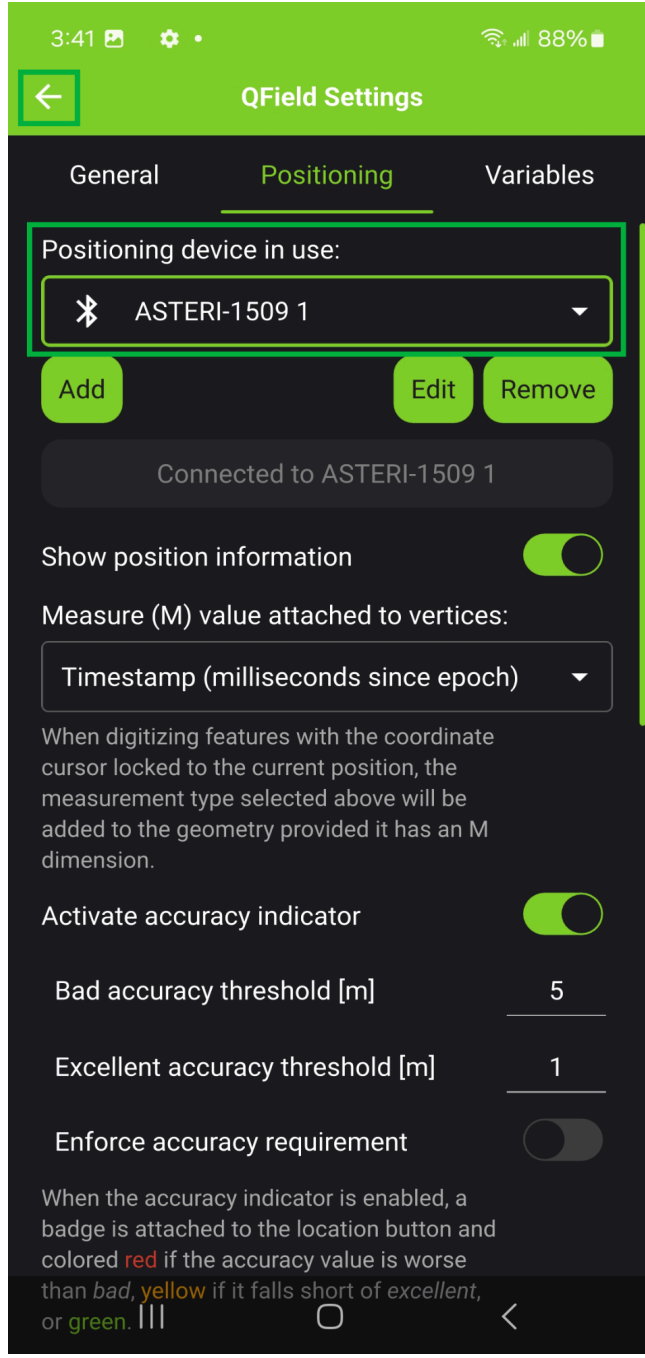 3:41 88%
QField Settings
General Positioning Variables
Positioning device in use:
ASTERI-1509 1
Add Edit Remove
Connected to ASTERI-1509 1
Show position information
Measure (M) value attached to vertices:
Timestamp (milliseconds since epoch)
When digitizing features with the coordinate
cursor locked to the current position, the
measurement type selected above will be
added to the geometry provided it has an M
dimension.
Activate accuracy indicator
Bad accuracy threshold [m] 5
Excellent accuracy threshold [m] 1
Enforce accuracy requirement
When the accuracy indicator is enabled, a
badge is attached to the location button and
colored red if the accuracy value is worse
than bad, yellow if it falls short of excellent,
or green.